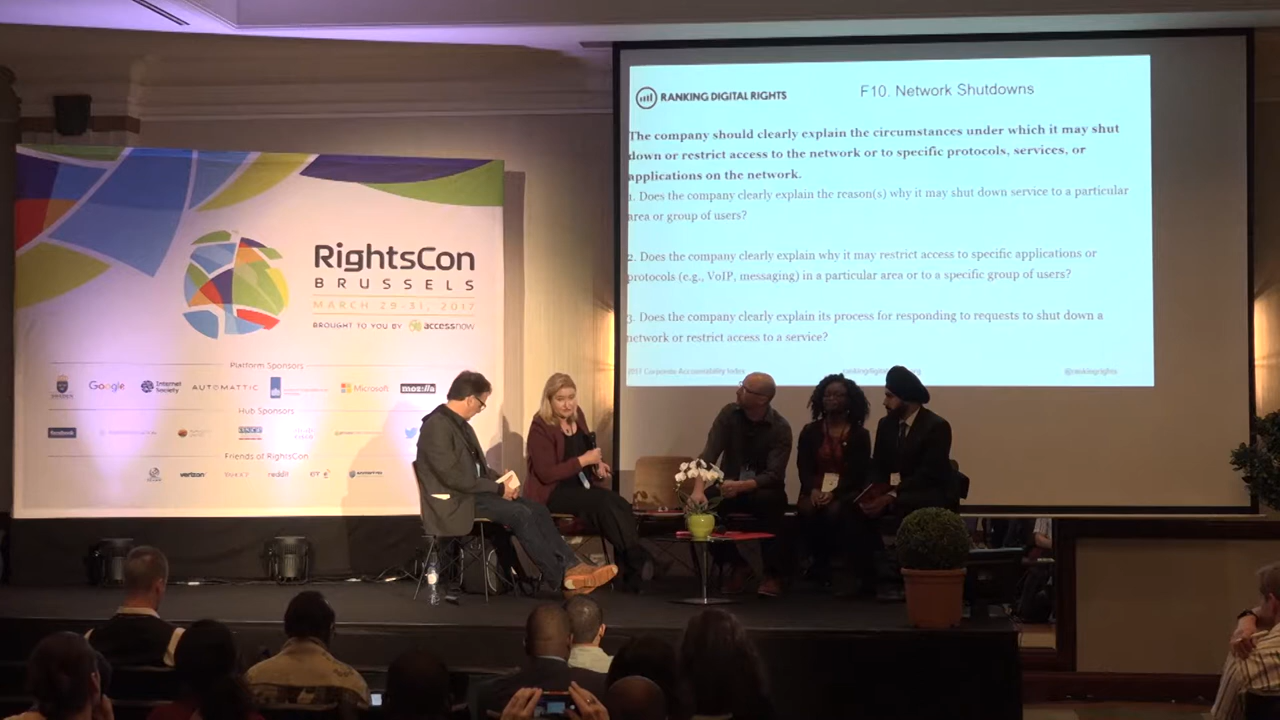 RANKING DIGITAL RIGHTS
F10. Network Shutdowns
The company should clearly explain the circumstances under which it may shut
down or restrict access to the network or to specific protocols, services, or
applications on the network.
1. Does the company clearly explain the reason(s) why it may shut down service to a particular
area or group of users?
2. Does the company clearly explain why it may restrict access to specific applications or
protocols (e.g., VoIP, messaging) in a particular area or to a specific group of users?
3. Does the company clearly explain its process for responding to requests to shut down a
network or restrict access to a service?
2017 Corporate Accountability Index
@rankingrights
RightsCon
BRUSSELS
MARCH 29-31, 2017
BROUGHT TO YOU BY accessnow
Platform Sponsors
Google
Internet
Society
AUTOMATTIC
Microsoft
moz://a
Hub Sponsors
facebook
Friends of RightsCon
verizon
reddit